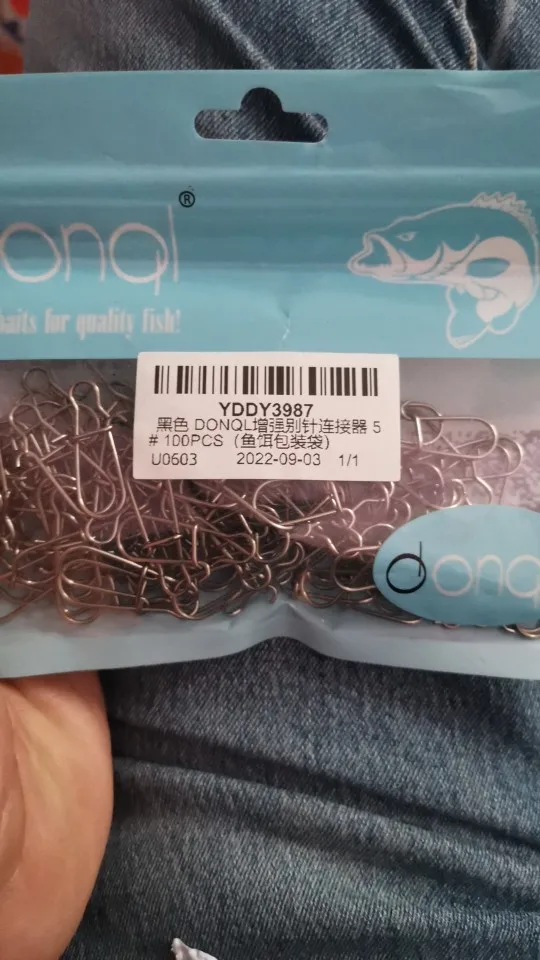 ®
onql
baits for quality fish!
YDDY3987
黑色 DONQL增强别针连接器 5
# 100PCS（鱼饵包装袋）
U0603 2022-09-03 1/1
donq